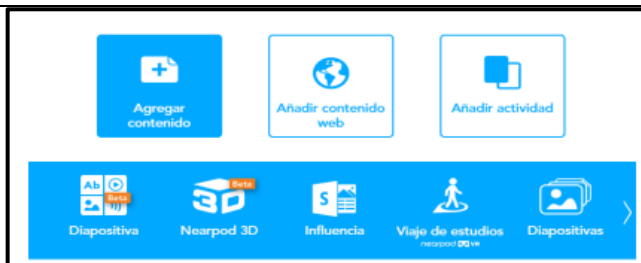 Agregar
contenido
Añadir contenido
web
Añadir actividad
Ab
Beta
Diapositiva
3D
Beta
Nearpod 3D
S
Influencia
Viaje de estudios
nearpod VR
Diapositivas